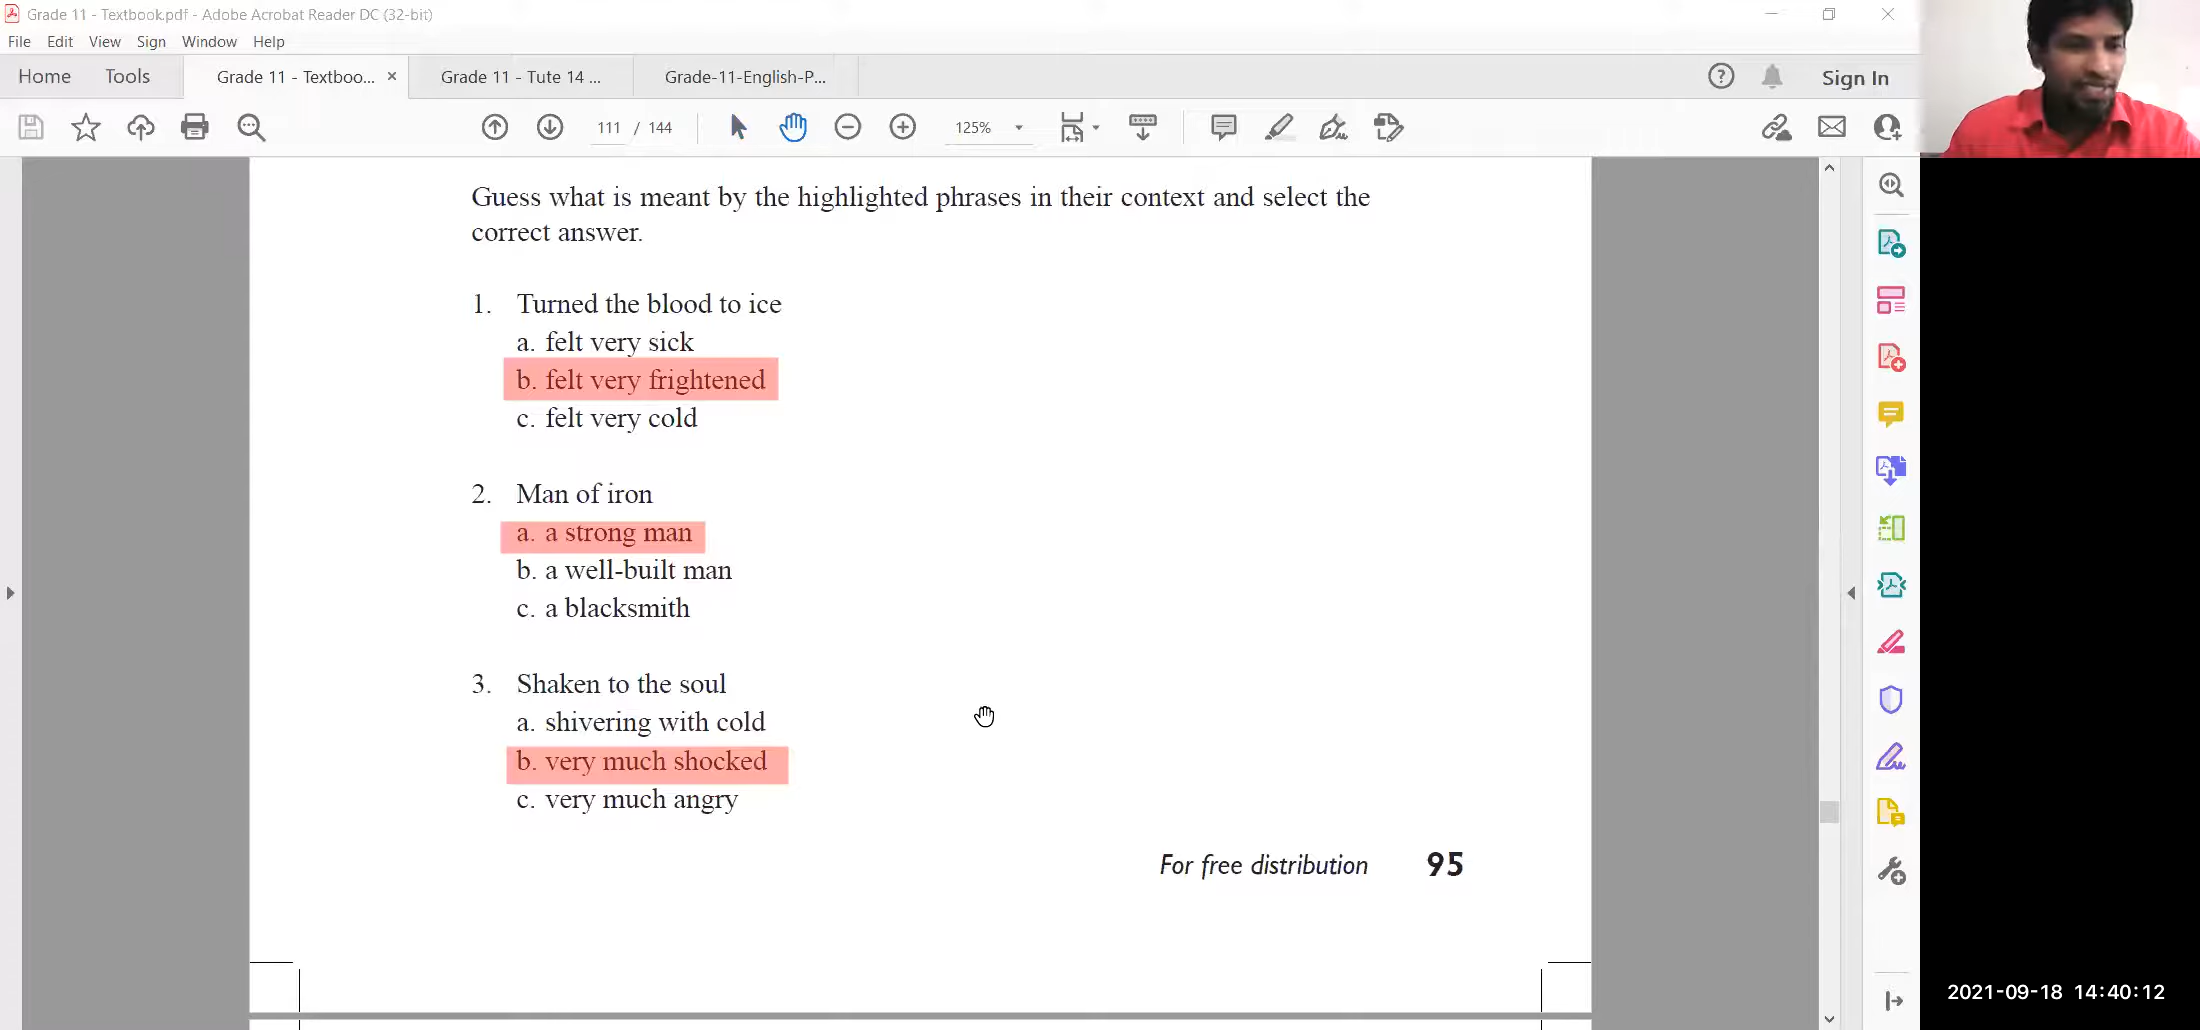 Grade 11 - Textbook.pdf - Adobe Acrobat Reader DC (32-bit)
File Edit View Sign Window Help
Home Tools Grade 11 - Textboo... × Grade 11 - Tute 14 ... Grade-11-English-P... Sign In
111 / 144 125%
Guess what is meant by the highlighted phrases in their context and select the
correct answer.
1. Turned the blood to ice
a. felt very sick
b. felt very frightened
c. felt very cold
2. Man of iron
a. a strong man
b. a well-built man
c. a blacksmith
3. Shaken to the soul
a. shivering with cold
b. very much shocked
c. very much angry
For free distribution 95
2021-09-18 14:40:12